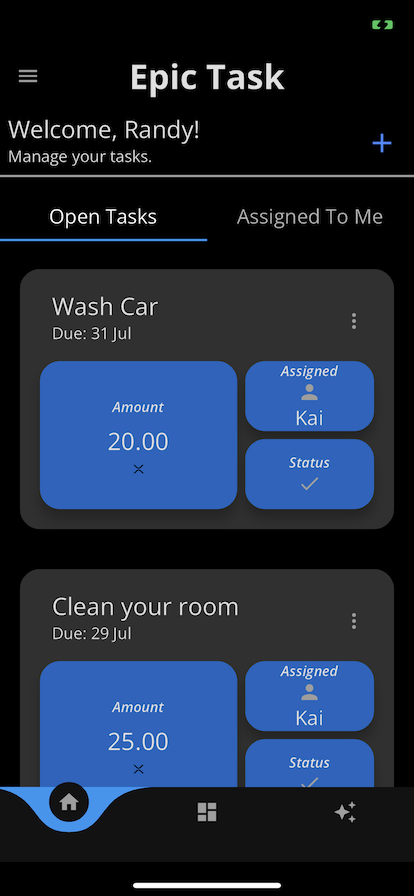 Epic Task
Welcome, Randy!
Manage your tasks.
Open Tasks
Assigned To Me
Wash Car
Due: 31 Jul
Amount
20.00
Assigned
Kai
Status
Clean your room
Due: 29 Jul
Amount
25.00
Assigned
Kai
Status